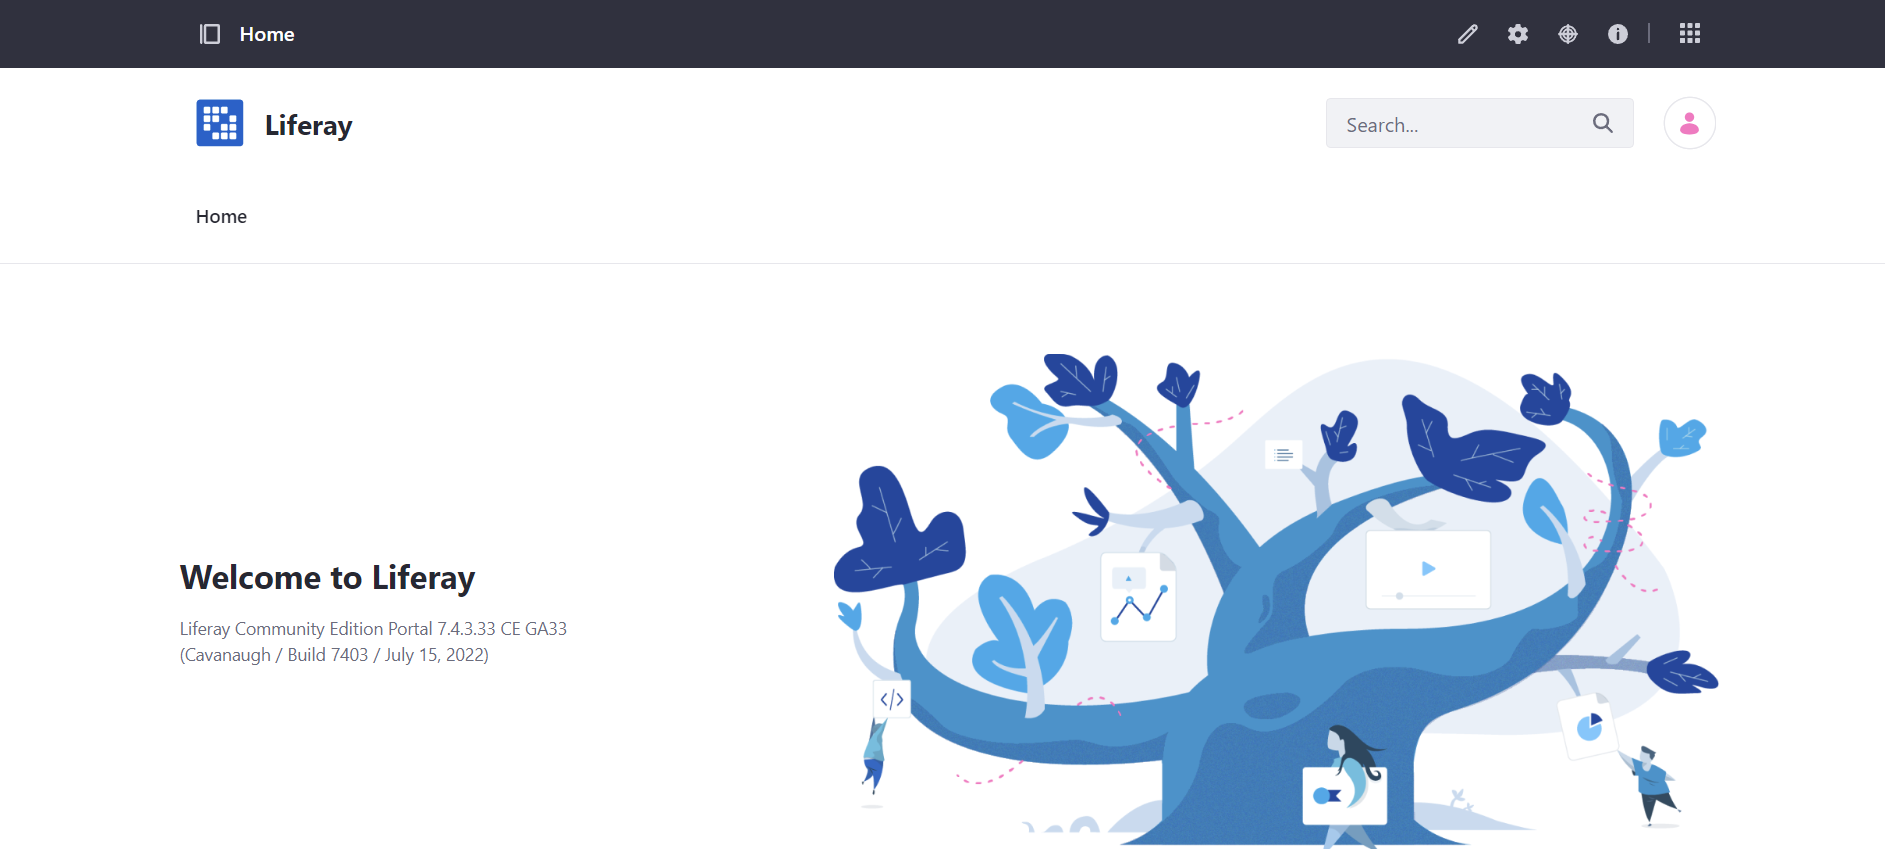 Home
Liferay
Search...
Home
Welcome to Liferay
Liferay Community Edition Portal 7.4.3.33 CE GA33
(Cavanaugh / Build 7403 / July 15, 2022)